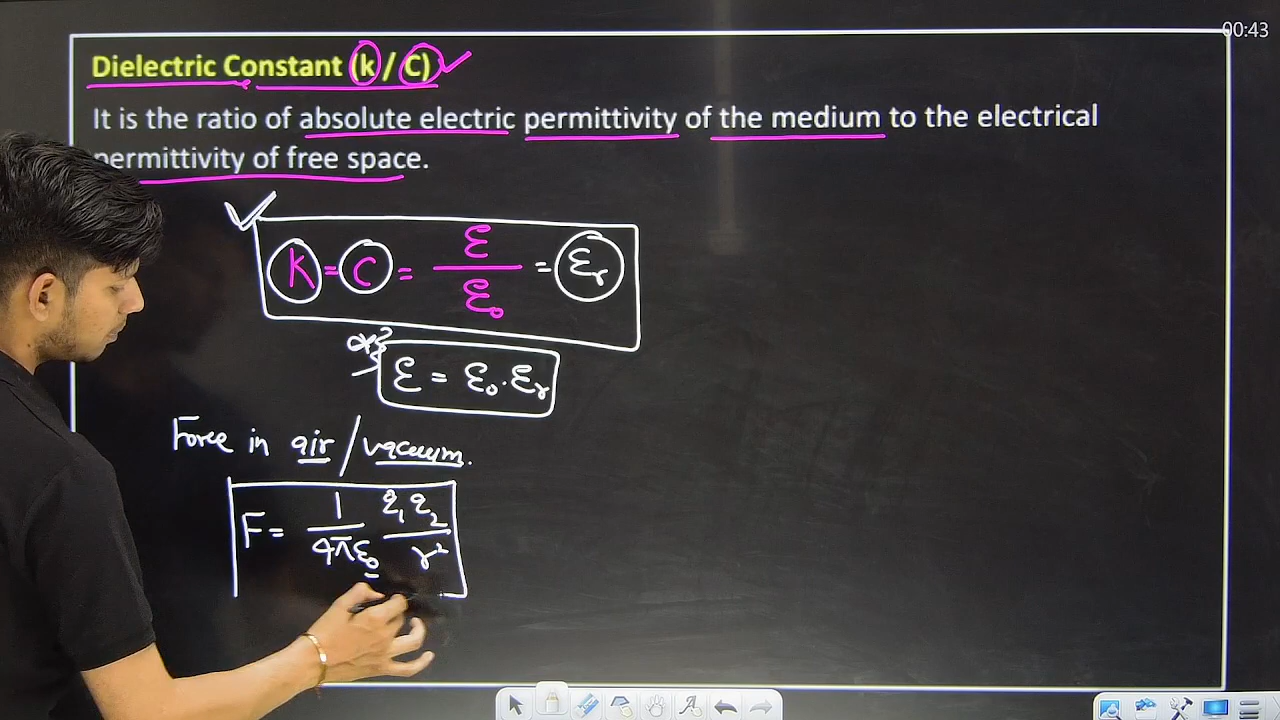 00:43
Dielectric Constant (k / C)
It is the ratio of absolute electric permittivity of the medium to the electrical
permittivity of free space.
K = C = ε / ε₀ = εr
or
ε = ε₀ . εr
Force in air / vacuum.
F = 1 / 4πε₀ q₁q₂ / r²